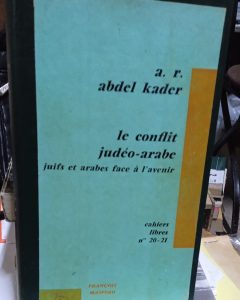 a. r.
abdel kader
le conflit
judéo-arabe
juifs et arabes face à l'avenir
cahiers
libres
n° 20-21
FRANÇOIS
MASPERO